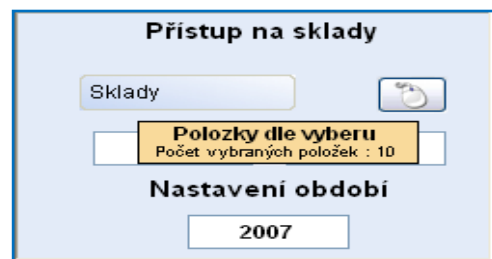 Přístup na sklady
Sklady
Polozky dle vyberu
Počet vybraných položek : 10
Nastavení období
2007